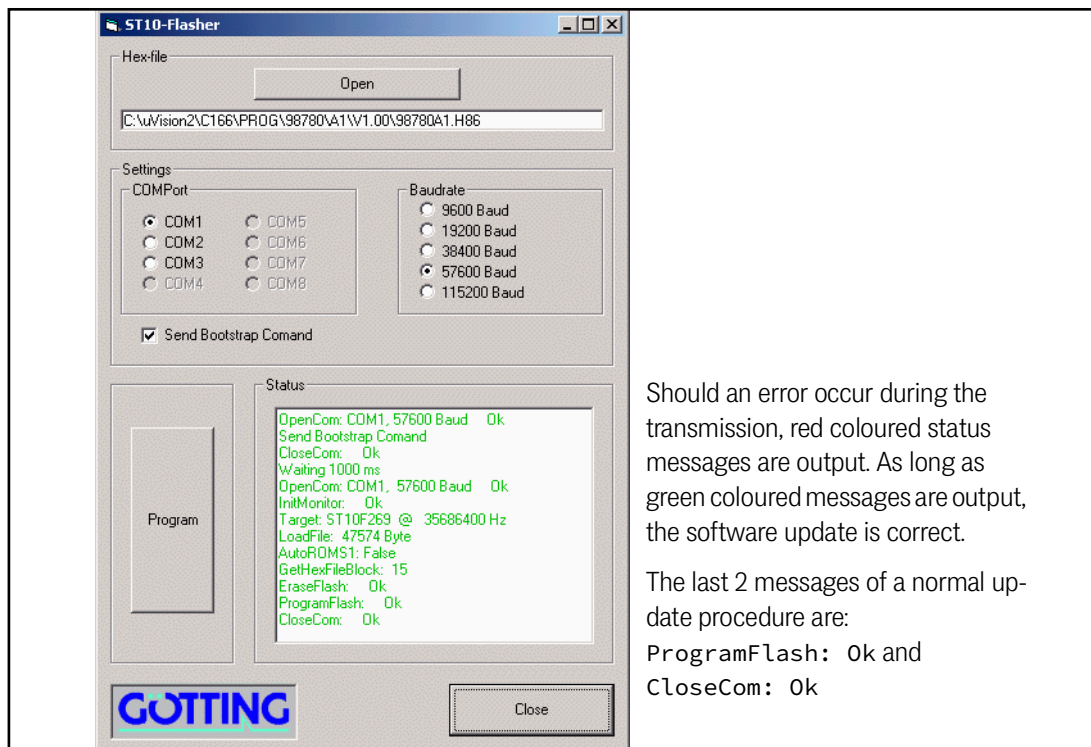 ST10-Flasher
Hex-file
Open
C:\uVision2\C166\PROG\98780\A1\V1.00\98780A1.H86
Settings
COMPort
COM1
COM2
COM3
COM4
COM5
COM6
COM7
COM8
Baudrate
9600 Baud
19200 Baud
38400 Baud
57600 Baud
115200 Baud
Send Bootstrap Comand
Program
Status
OpenCom: COM1, 57600 Baud Ok
Send Bootstrap Comand
CloseCom: Ok
Waiting 1000 ms
OpenCom: COM1, 57600 Baud Ok
InitMonitor: Ok
Target: ST10F269 @ 35686400 Hz
LoadFile: 47574 Byte
AutoROMS1: False
GetHexFileBlock: 15
EraseFlash: Ok
ProgramFlash: Ok
CloseCom: Ok
GÖTTING
Close
Should an error occur during the
transmission, red coloured status
messages are output. As long as
green coloured messages are output,
the software update is correct.
The last 2 messages of a normal up-
date procedure are:
ProgramFlash: Ok and
CloseCom: Ok